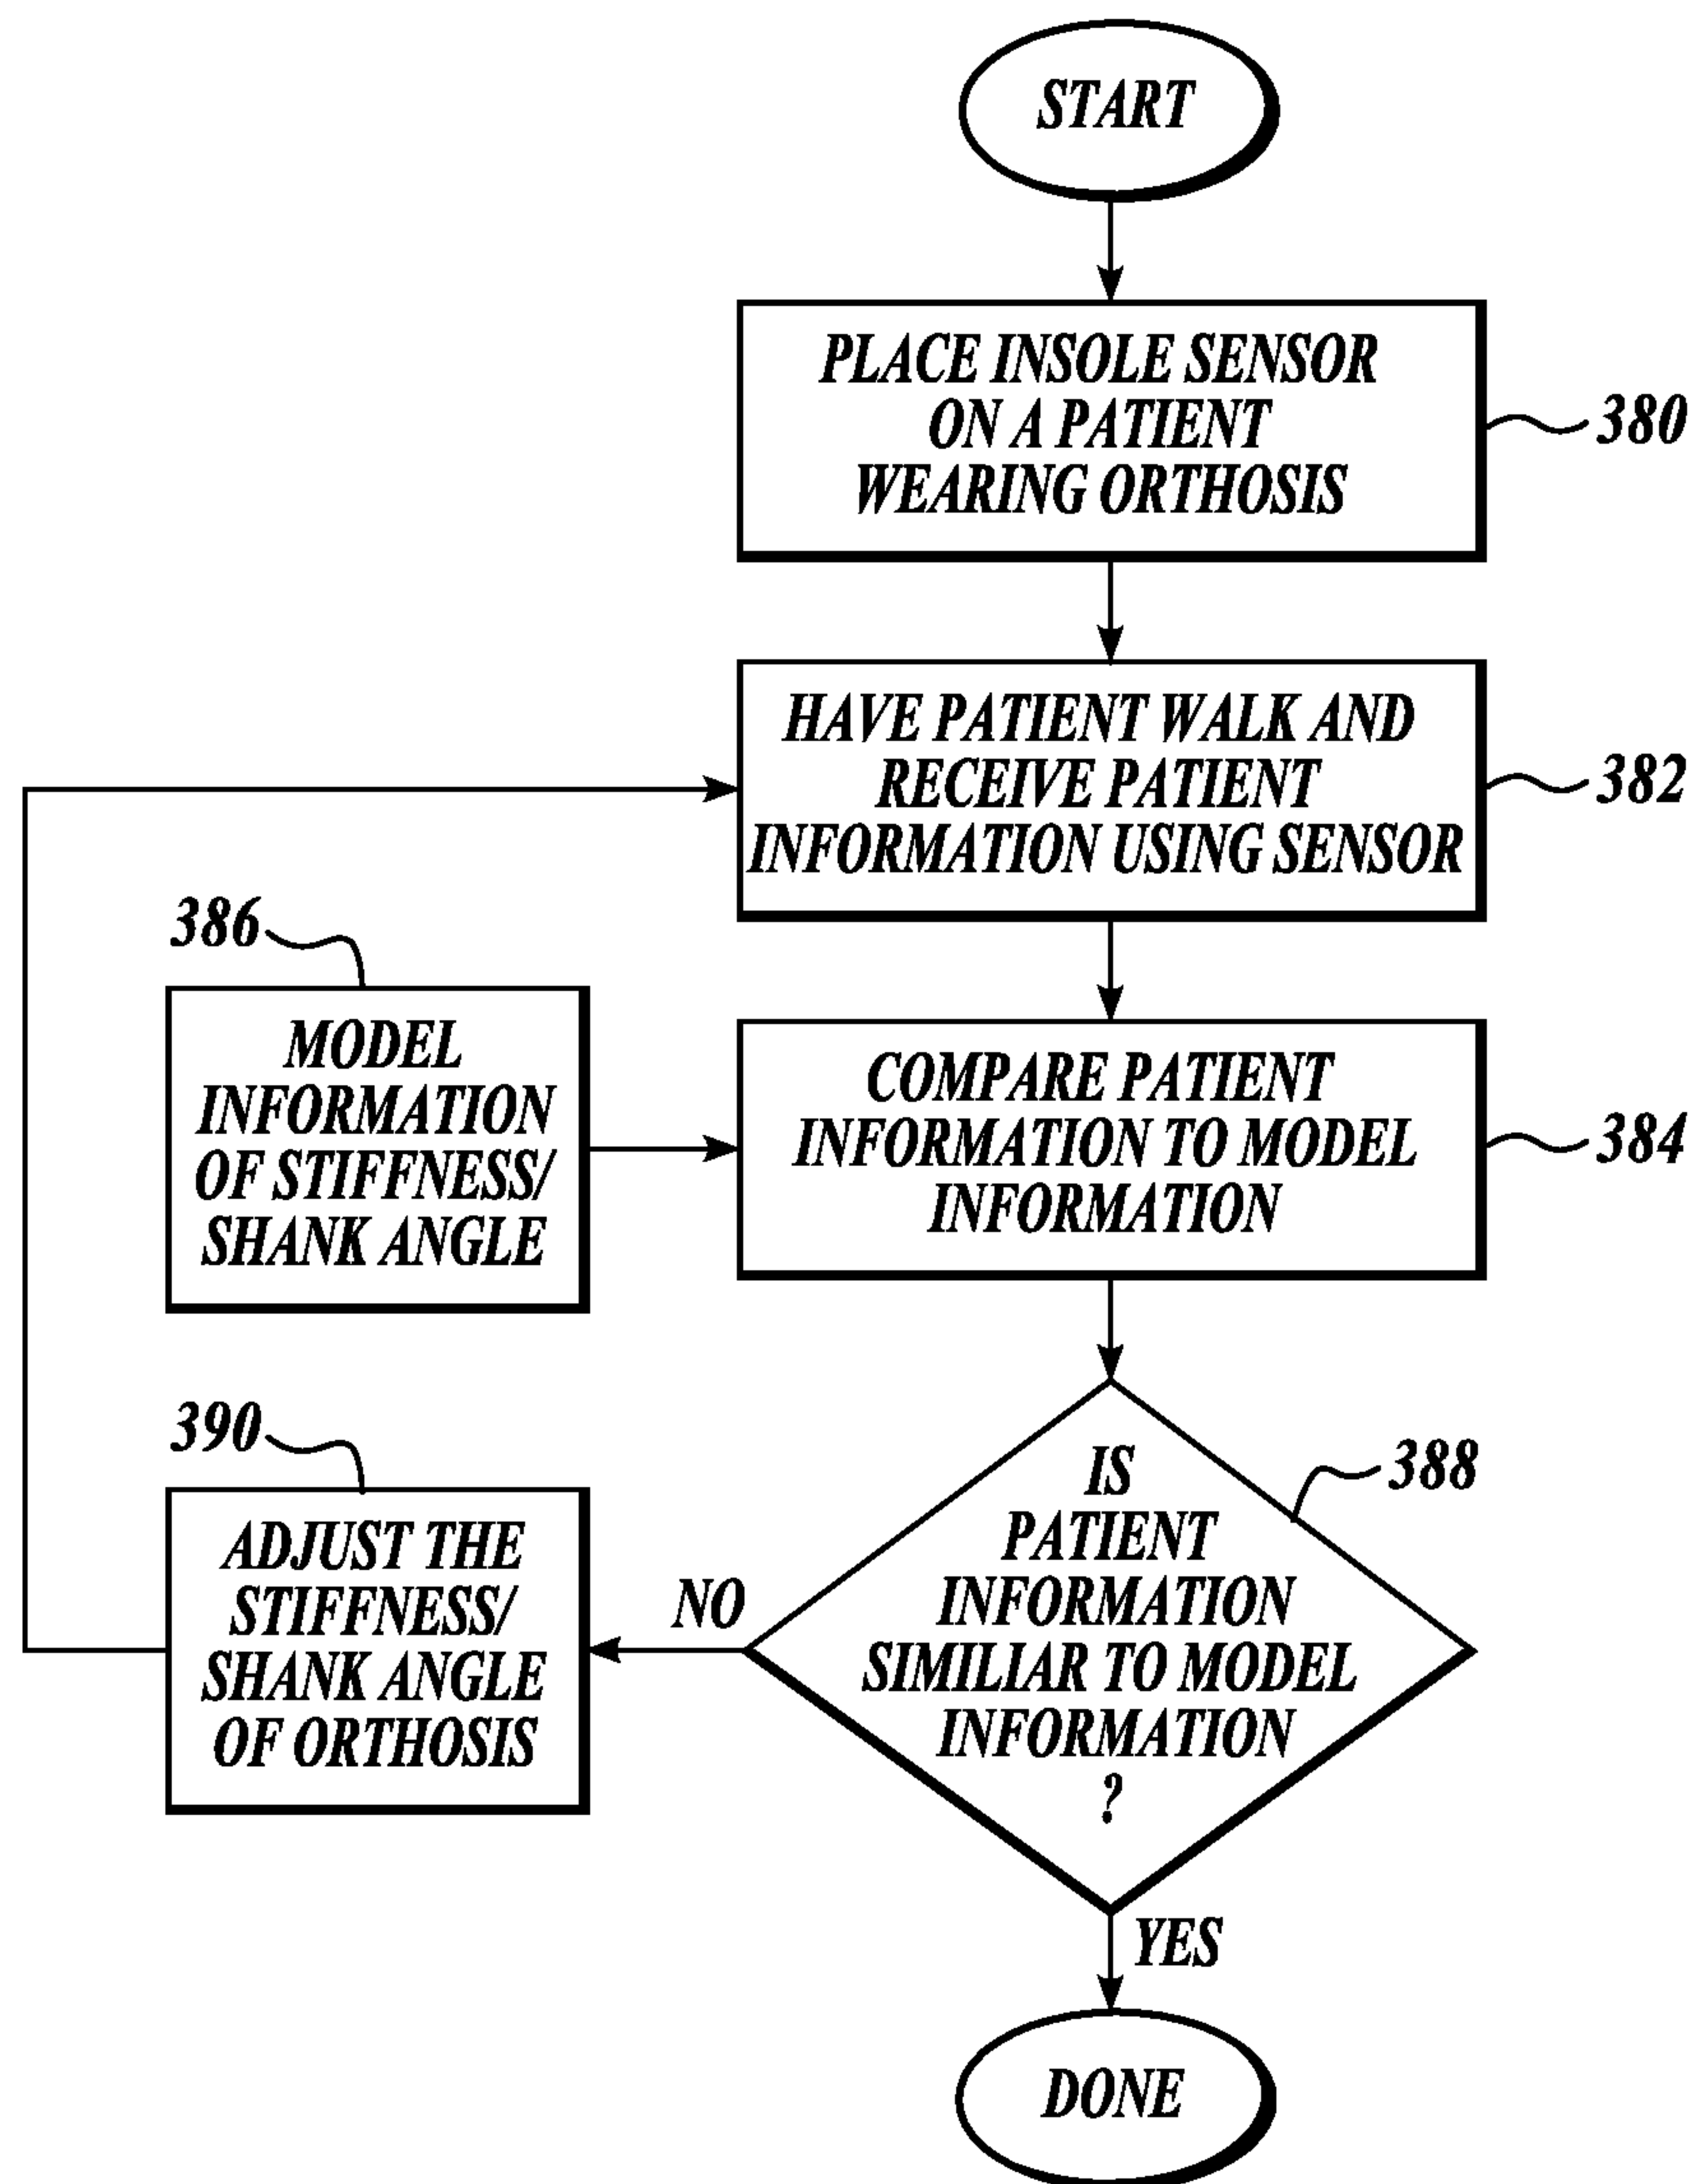 START
PLACE INSOLE SENSOR
ON A PATIENT
WEARING ORTHOSIS
380
HAVE PATIENT WALK AND
RECEIVE PATIENT
INFORMATION USING SENSOR
382
386
MODEL
INFORMATION
OF STIFFNESS/
SHANK ANGLE
COMPARE PATIENT
INFORMATION TO MODEL
INFORMATION
384
IS
PATIENT
INFORMATION
SIMILIAR TO MODEL
INFORMATION
?
388
NO
390
ADJUST THE
STIFFNESS/
SHANK ANGLE
OF ORTHOSIS
YES
DONE